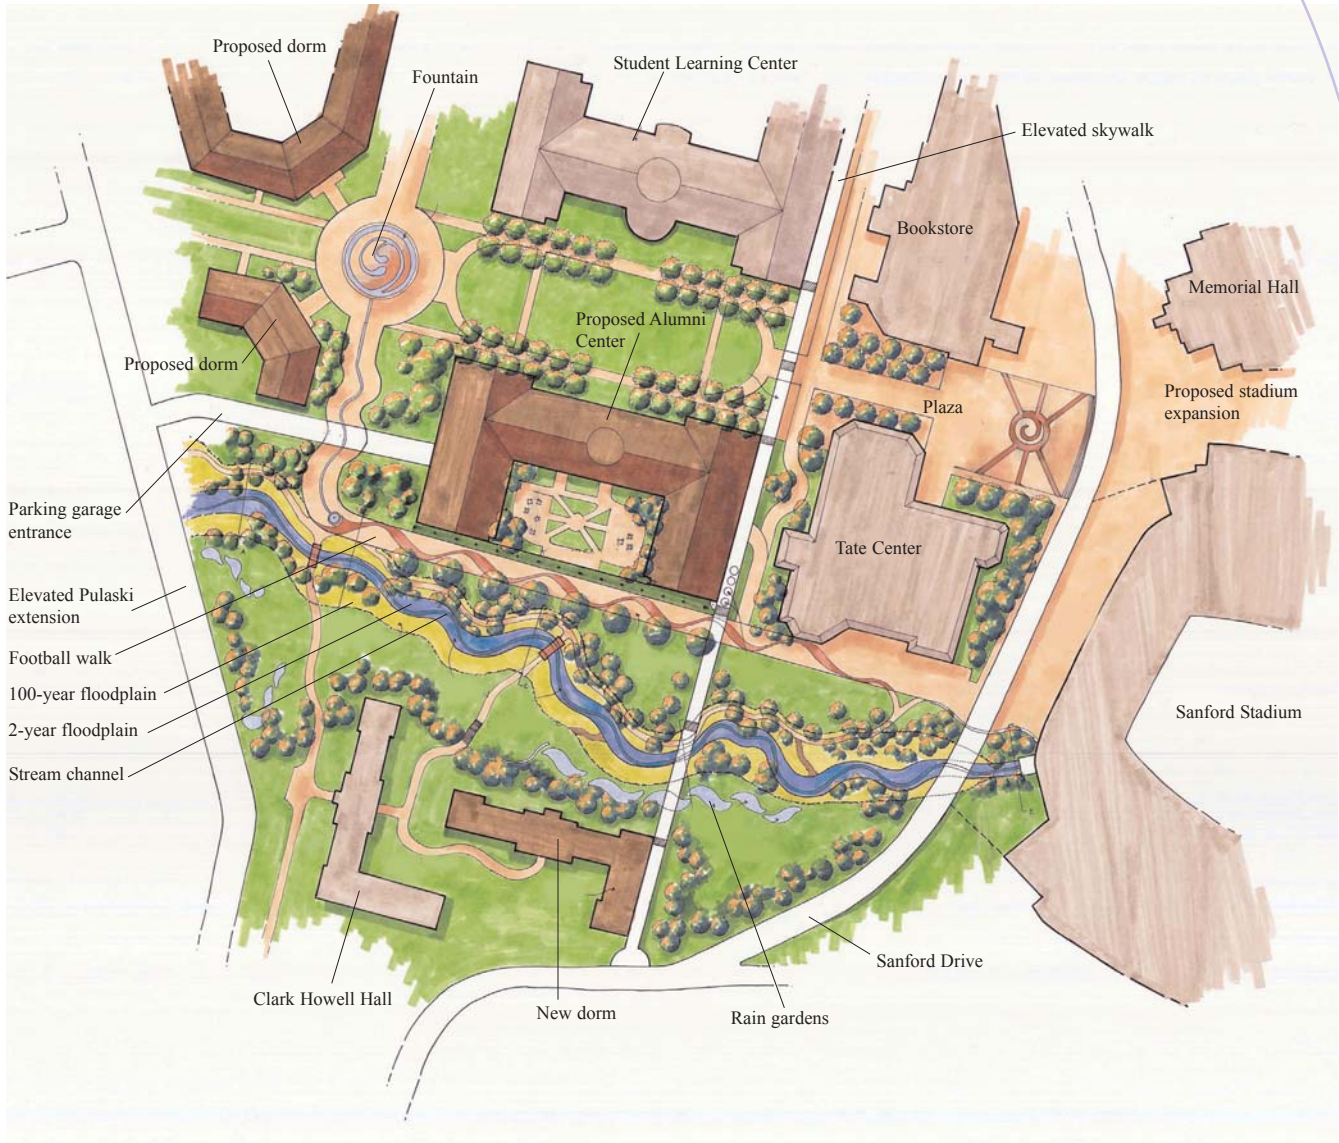 Proposed dorm
Fountain
Student Learning Center
Elevated skywalk
Bookstore
Memorial Hall
Proposed Alumni
Center
Proposed dorm
Plaza
Proposed stadium
expansion
Parking garage
entrance
Tate Center
Elevated Pulaski
extension
Football walk
100-year floodplain
2-year floodplain
Stream channel
Sanford Stadium
Sanford Drive
Clark Howell Hall
New dorm
Rain gardens